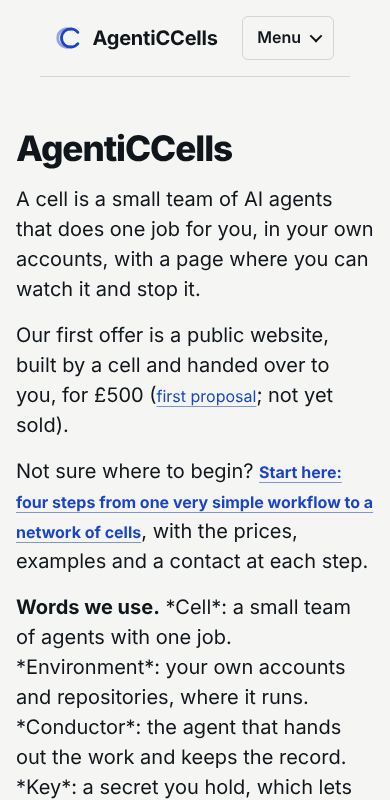 AgentiCCells
Menu
AgentiCCells
A cell is a small team of AI agents
that does one job for you, in your own
accounts, with a page where you can
watch it and stop it.
Our first offer is a public website,
built by a cell and handed over to
you, for £500 (first proposal; not yet
sold).
Not sure where to begin? Start here:
four steps from one very simple workflow to a
network of cells, with the prices,
examples and a contact at each step.
Words we use. *Cell*: a small team
of agents with one job.
*Environment*: your own accounts
and repositories, where it runs.
*Conductor*: the agent that hands
out the work and keeps the record.
*Key*: a secret you hold, which lets